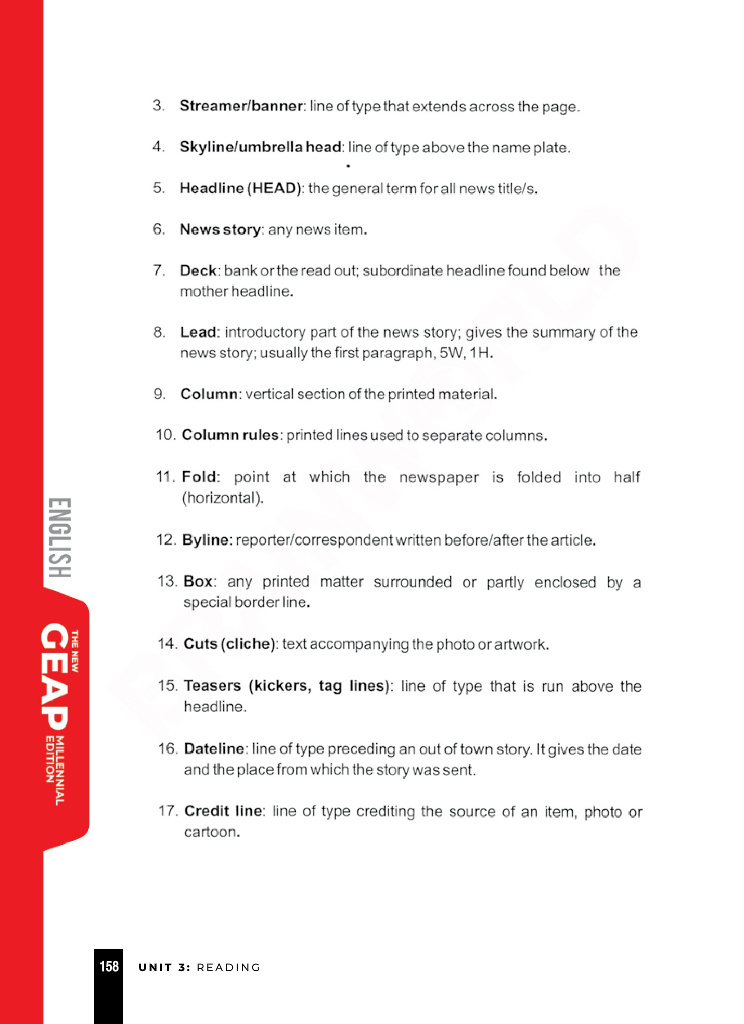 3. Streamer/banner: line of type that extends across the page.
4. Skyline/umbrella head: line of type above the name plate.
5. Headline (HEAD): the general term for all news title/s.
6. News story: any news item.
7. Deck: bank or the read out; subordinate headline found below the
mother headline.
8. Lead: introductory part of the news story; gives the summary of the
news story; usually the first paragraph, 5W, 1H.
9. Column: vertical section of the printed material.
10. Column rules: printed lines used to separate columns.
11. Fold: point at which the newspaper is folded into half
(horizontal).
12. Byline: reporter/correspondent written before/after the article.
13. Box: any printed matter surrounded or partly enclosed by a
special border line.
14. Cuts (cliche): text accompanying the photo or artwork.
15. Teasers (kickers, tag lines): line of type that is run above the
headline.
16. Dateline: line of type preceding an out of town story. It gives the date
and the place from which the story was sent.
17. Credit line: line of type crediting the source of an item, photo or
cartoon.
ENGLISH
THE NEW
GEAP
MILLENNIAL
EDITION
158 UNIT 3: READING